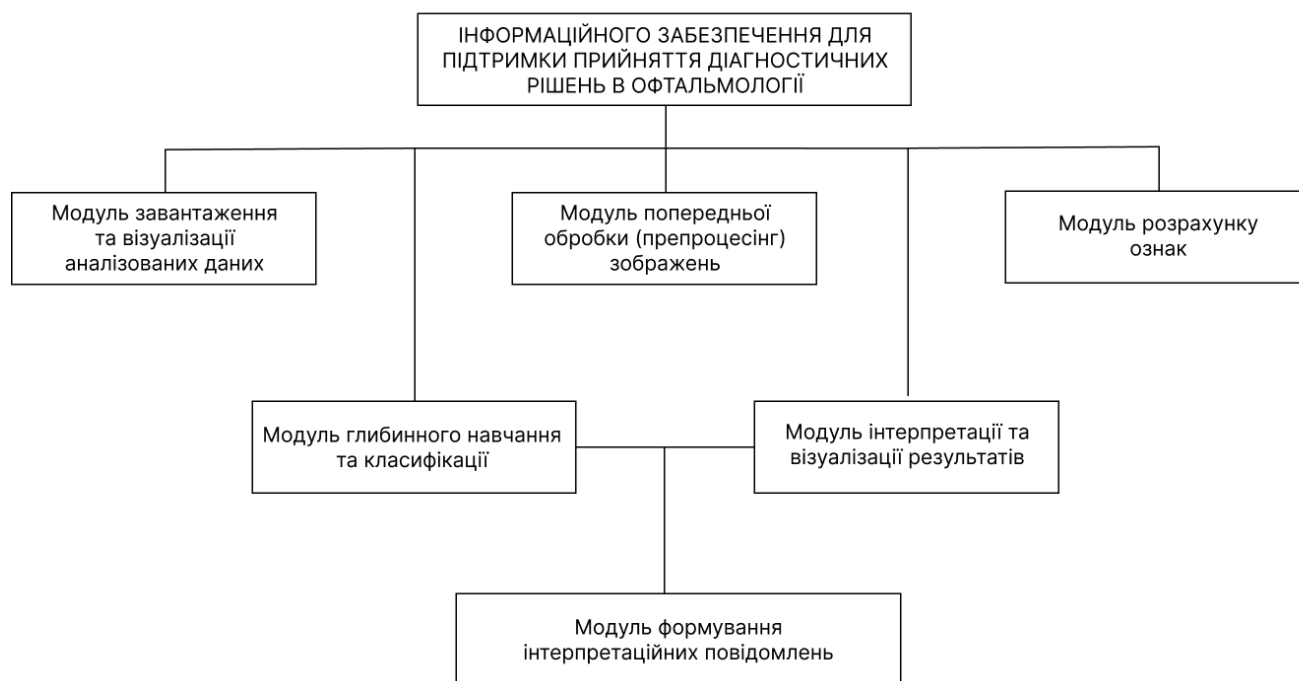 ІНФОРМАЦІЙНОГО ЗАБЕЗПЕЧЕННЯ ДЛЯ
ПІДТРИМКИ ПРИЙНЯТТЯ ДІАГНОСТИЧНИХ
РІШЕНЬ В ОФТАЛЬМОЛОГІЇ
Модуль завантаження
та візуалізації
аналізованих даних
Модуль попередньої
обробки (препроцесінг)
зображень
Модуль розрахунку
ознак
Модуль глибинного навчання
та класифікації
Модуль інтерпретації та
візуалізації результатів
Модуль формування
інтерпретаційних повідомлень